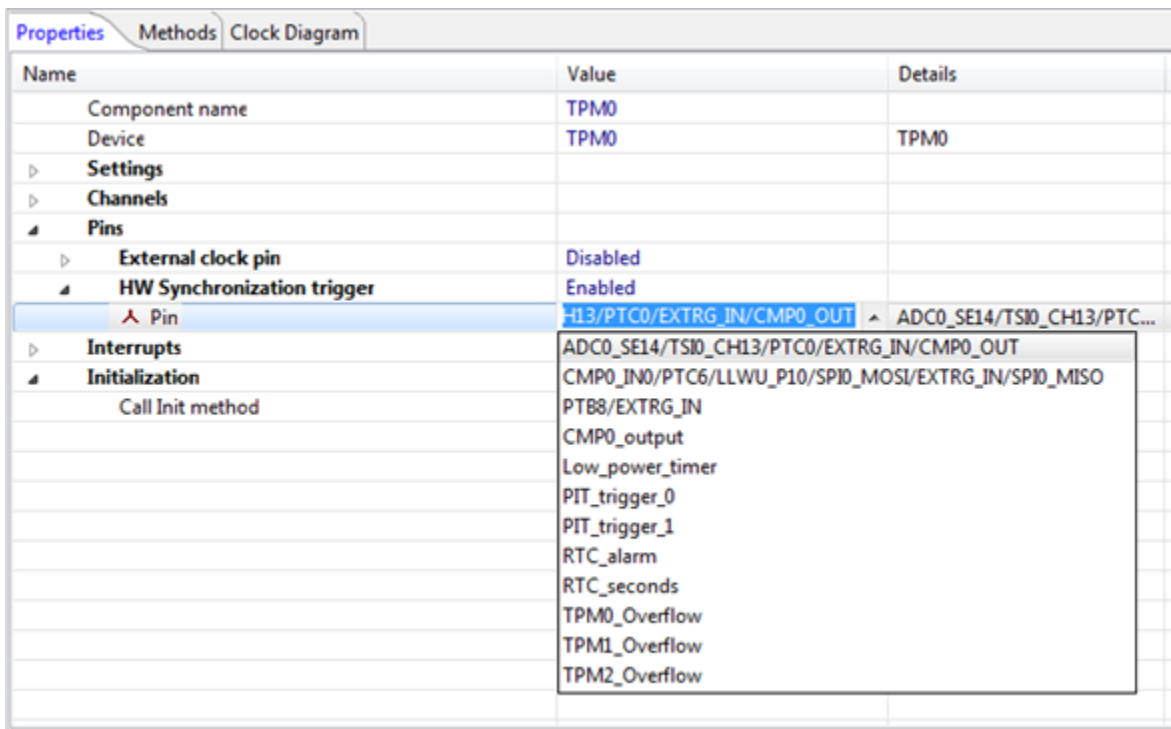 Properties Methods Clock Diagram
Name Value Details
Component name TPM0
Device TPM0 TPM0
Settings
Channels
Pins
External clock pin Disabled
HW Synchronization trigger Enabled
Pin H13/PTC0/EXTRG_IN/CMP0_OUT ADC0_SE14/TSI0_CH13/PTC...
Interrupts ADC0_SE14/TSI0_CH13/PTC0/EXTRG_IN/CMP0_OUT
Initialization CMP0_IN0/PTC6/LLWU_P10/SPI0_MOSI/EXTRG_IN/SPI0_MISO
Call Init method PTB8/EXTRG_IN
CMP0_output
Low_power_timer
PIT_trigger_0
PIT_trigger_1
RTC_alarm
RTC_seconds
TPM0_Overflow
TPM1_Overflow
TPM2_Overflow